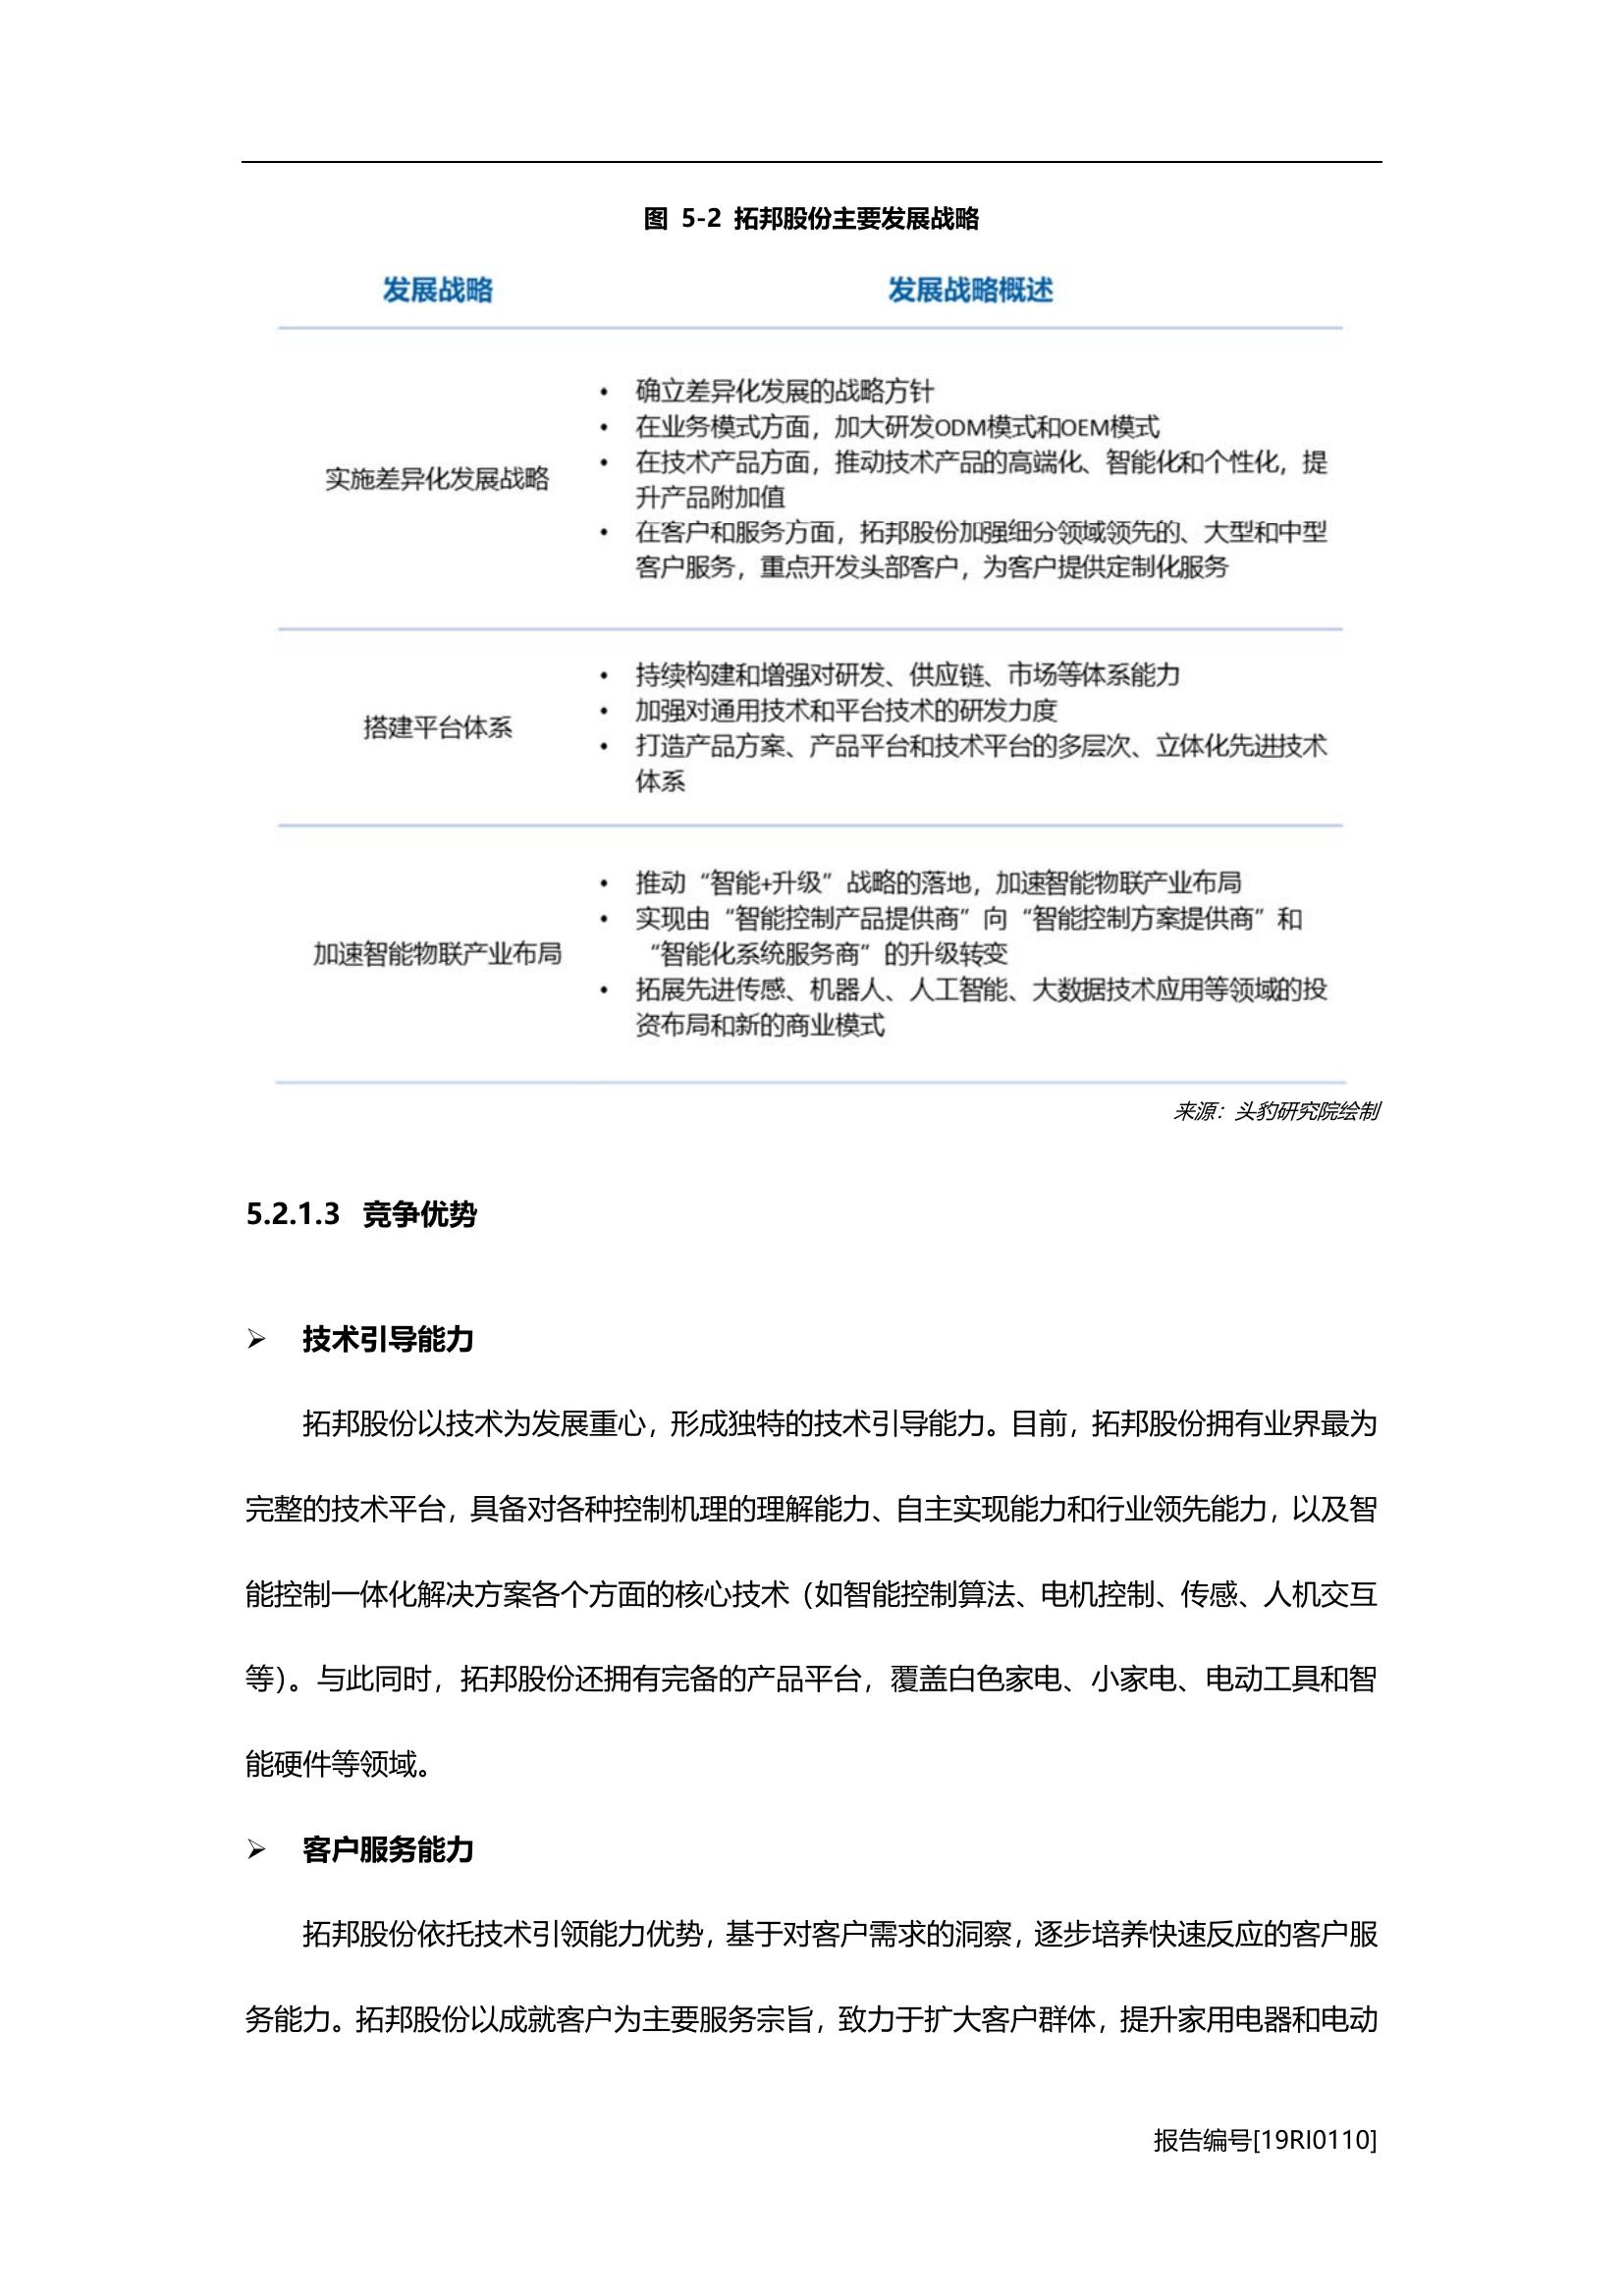 图 5-2 拓邦股份主要发展战略
发展战略 发展战略概述
实施差异化发展战略
• 确立差异化发展的战略方针
• 在业务模式方面，加大研发ODM模式和OEM模式
• 在技术产品方面，推动技术产品的高端化、智能化和个性化，提
升产品附加值
• 在客户和服务方面，拓邦股份加强细分领域领先的、大型和中型
客户服务，重点开发头部客户，为客户提供定制化服务
搭建平台体系
• 持续构建和增强对研发、供应链、市场等体系能力
• 加强对通用技术和平台技术的研发力度
• 打造产品方案、产品平台和技术平台的多层次、立体化先进技术
体系
加速智能物联产业布局
• 推动“智能+升级”战略的落地，加速智能物联产业布局
• 实现由“智能控制产品提供商”向“智能控制方案提供商”和
“智能化系统服务商”的升级转变
• 拓展先进传感、机器人、人工智能、大数据技术应用等领域的投
资布局和新的商业模式
来源：头豹研究院绘制
5.2.1.3 竞争优势
➢ 技术引导能力
拓邦股份以技术为发展重心，形成独特的技术引导能力。目前，拓邦股份拥有业界最为
完整的技术平台，具备对各种控制机理的理解能力、自主实现能力和行业领先能力，以及智
能控制一体化解决方案各个方面的核心技术（如智能控制算法、电机控制、传感、人机交互
等）。与此同时，拓邦股份还拥有完备的产品平台，覆盖白色家电、小家电、电动工具和智
能硬件等领域。
➢ 客户服务能力
拓邦股份依托技术引领能力优势，基于对客户需求的洞察，逐步培养快速反应的客户服
务能力。拓邦股份以成就客户为主要服务宗旨，致力于扩大客户群体，提升家用电器和电动
报告编号[19RI0110]